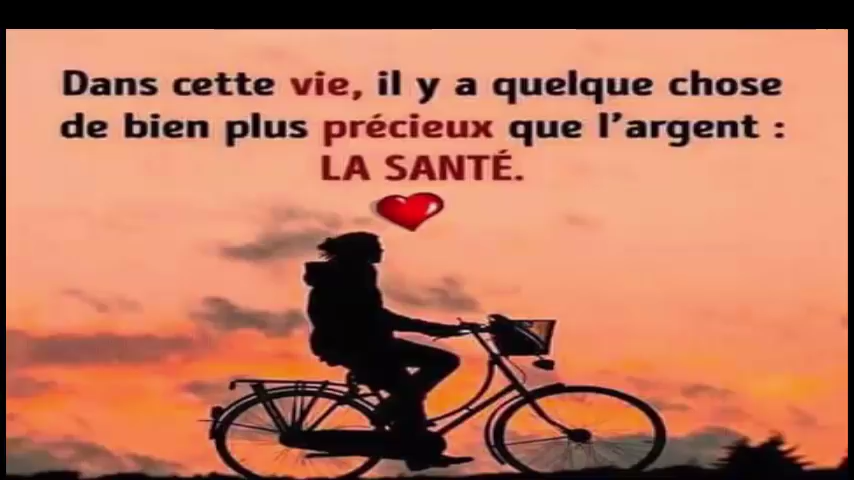 Dans cette vie, il y a quelque chose
de bien plus précieux que l'argent :
LA SANTÉ.